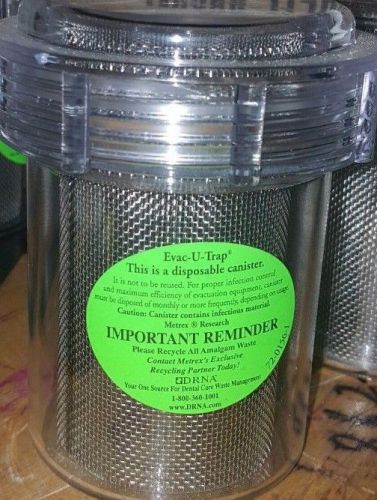 Evac-U-Trap®
This is a disposable canister.
It is not to be reused. For proper infection control
and maximum efficiency of evacuation equipment, canister
must be disposed of monthly or more frequently, depending on usage.
Caution: Canister contains infectious material.
Metrex ® Research
IMPORTANT REMINDER
Please Recycle All Amalgam Waste
Contact Metrex's Exclusive
Recycling Partner Today!
DRNA
Your One Source For Dental Care Waste Management
1-800-360-1001
www.DRNA.com